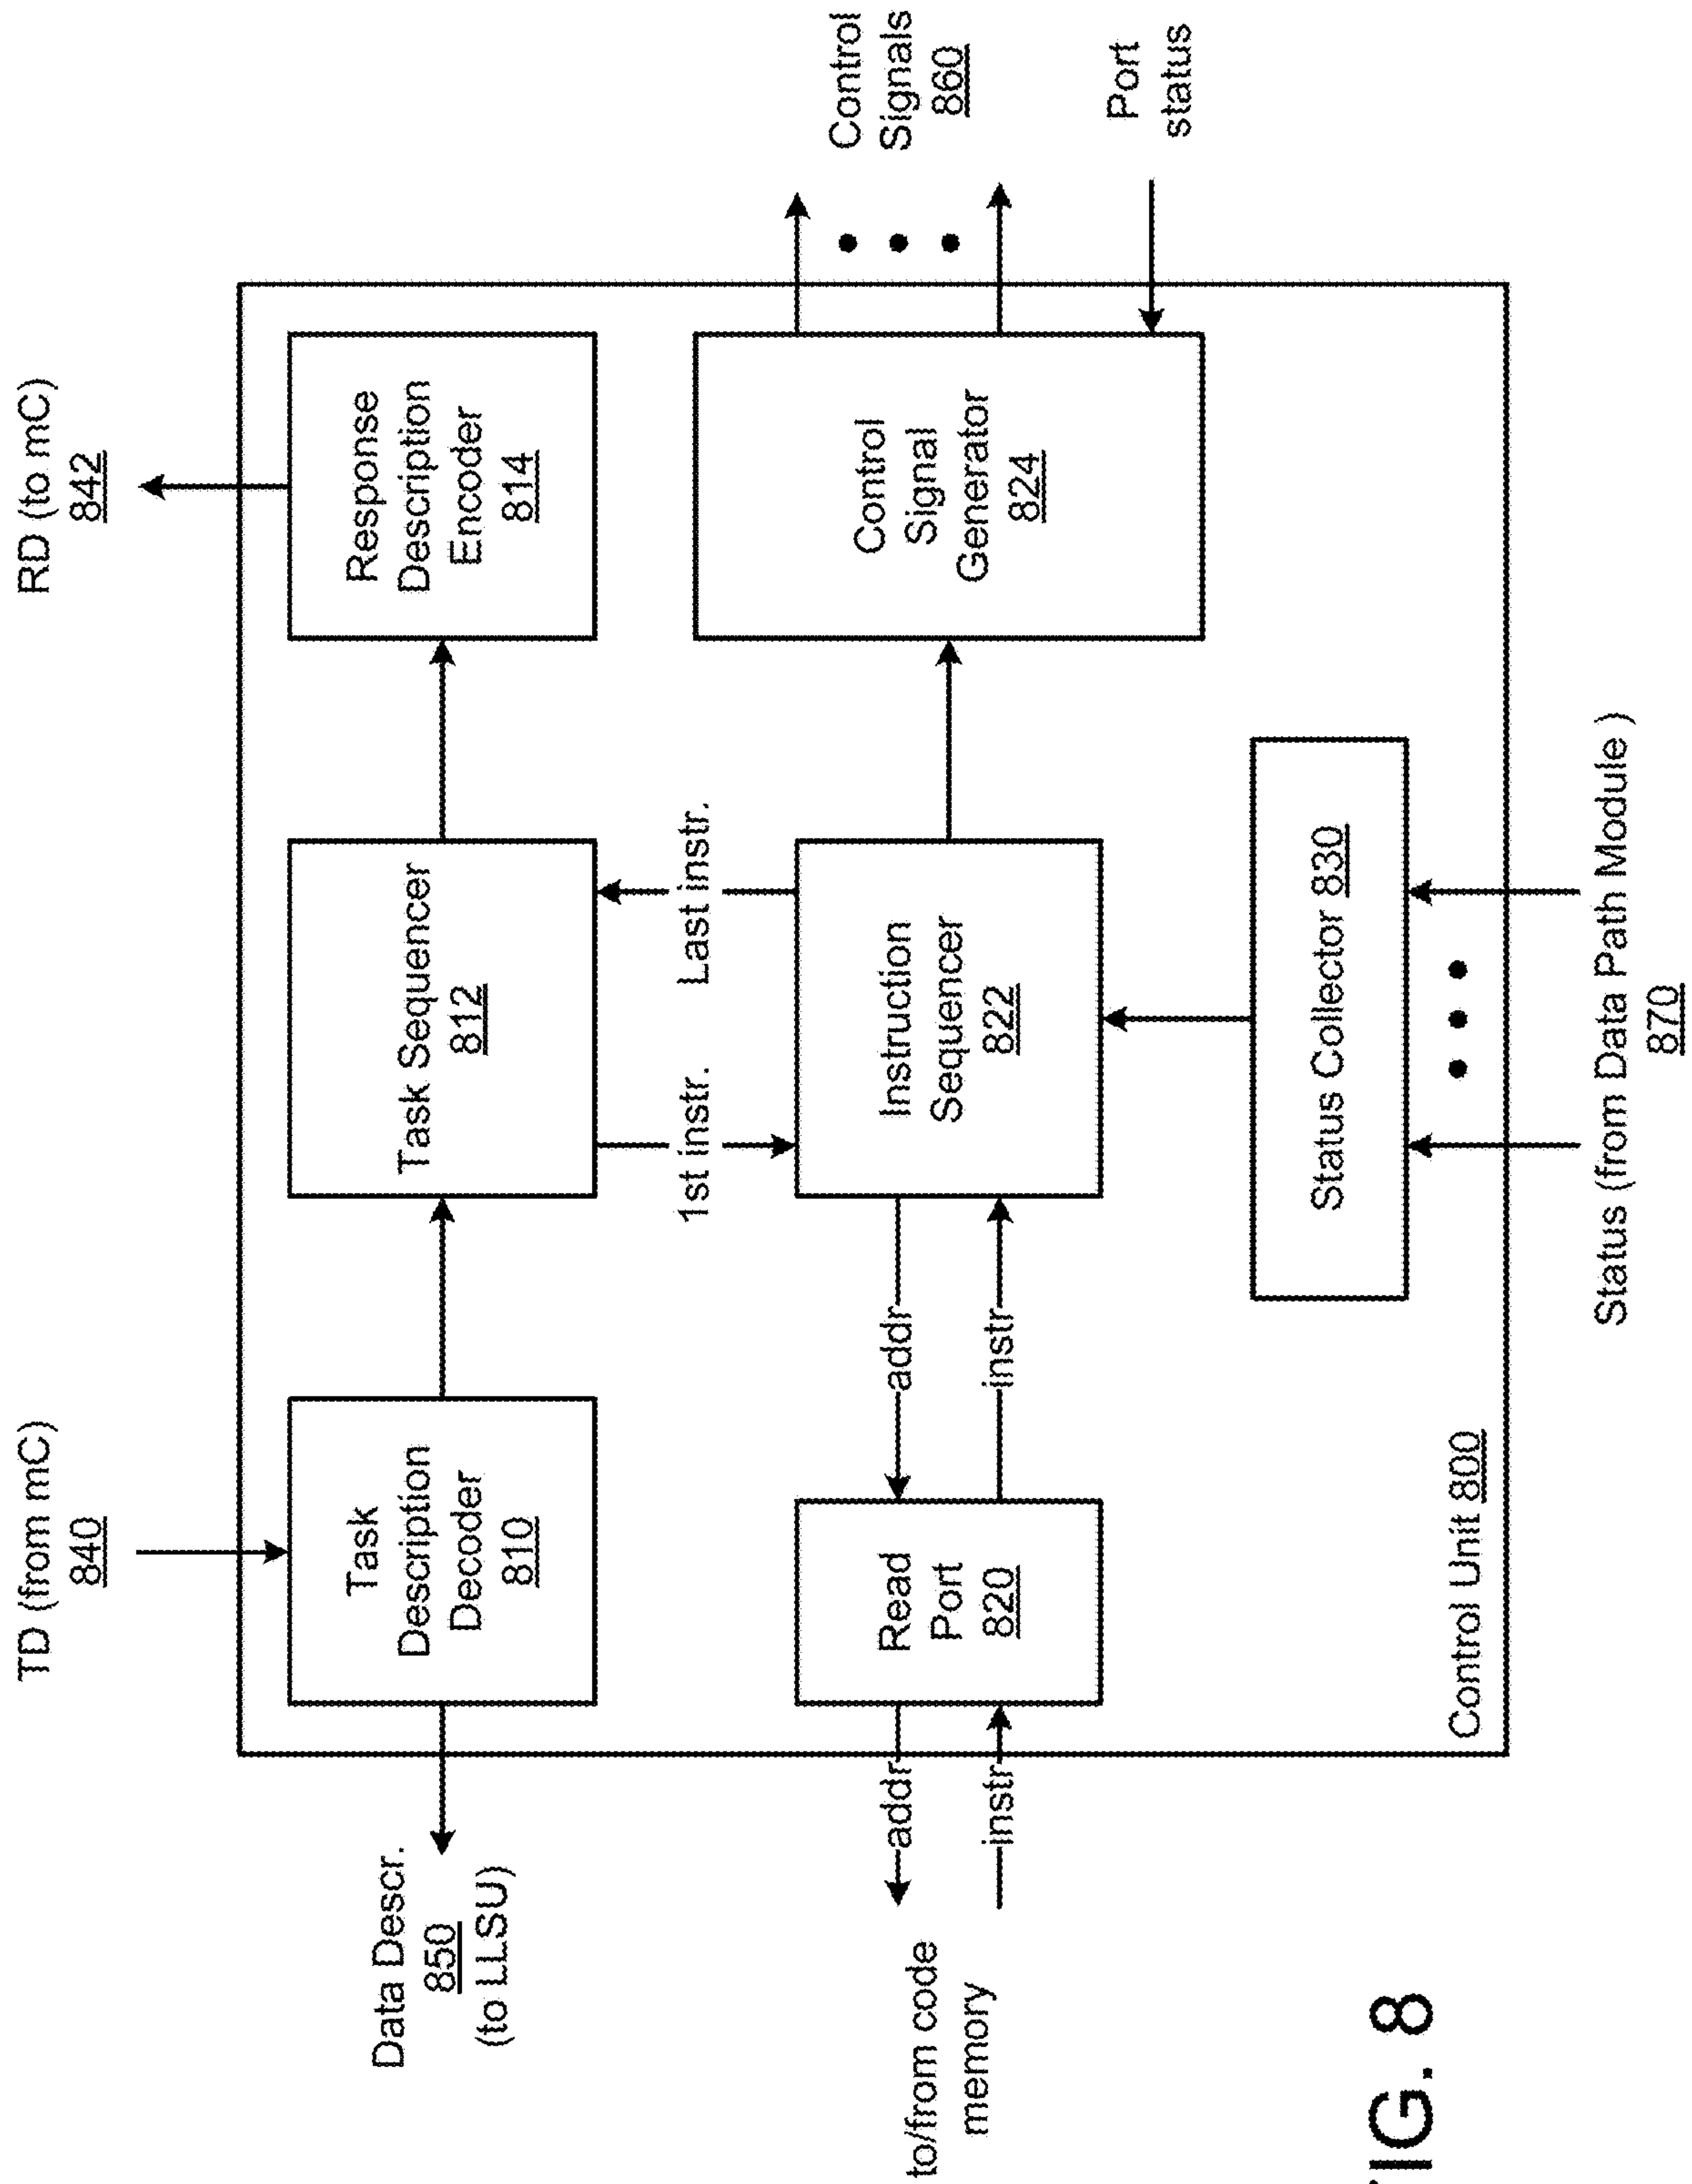 TD (from mC)
840
RD (to mC)
842
Data Descr.
850
(to LLSU)
Task
Description
Decoder
810
Task Sequencer
812
Response
Description
Encoder
814
1st instr.
Last instr.
to/from code
memory
addr
instr
Read
Port
820
addr
instr
Instruction
Sequencer
822
Control
Signal
Generator
824
Control
Signals
860
Port
status
Status Collector 830
Control Unit 800
Status (from Data Path Module )
870
FIG. 8